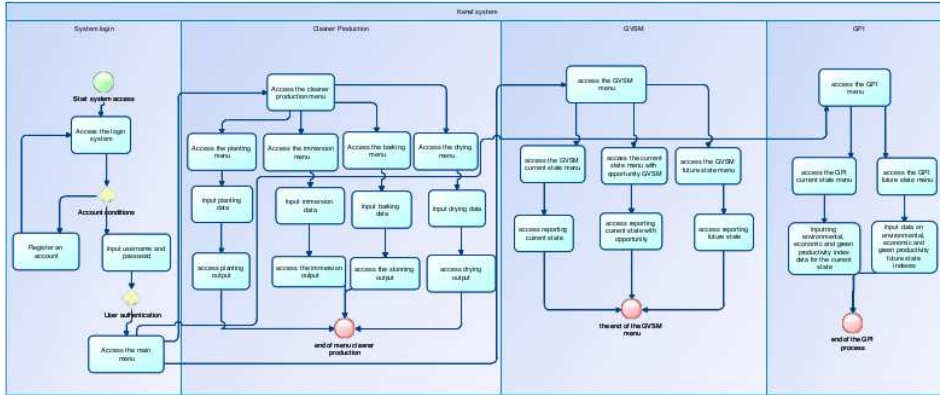 Kenaf system
System login
Cleaner Production
GVSM
GPI
Start system access
Access the login
system
Account conditions
Register an
account
Input username and
password
User authentication
Access the main
menu
Access the cleaner
production menu
Access the planting
menu
Access the immersion
menu
Access the barking
menu
Access the drying
menu
Input planting
data
Input immersion
data
Input barking
data
Input drying data
access planting
output
access the immersion
output
access the skinning
output
access drying
output
end of menu cleaner
production
access the GVSM
menu
access the GVSM
current state menu
access the current
state menu with
opportunity GVSM
access the GVSM
future state menu
access reporting
current state
access reporting
current state with
opportunity
access reporting
future state
the end of the GVSM
menu
access the GPI
menu
access the GPI
current state menu
access the GPI
future state menu
Inputting
environmental,
economic and green
productivity index
data for the current
state
Input data on
environmental,
economic and
green productivity
future state
indexes
end of the GPI
process